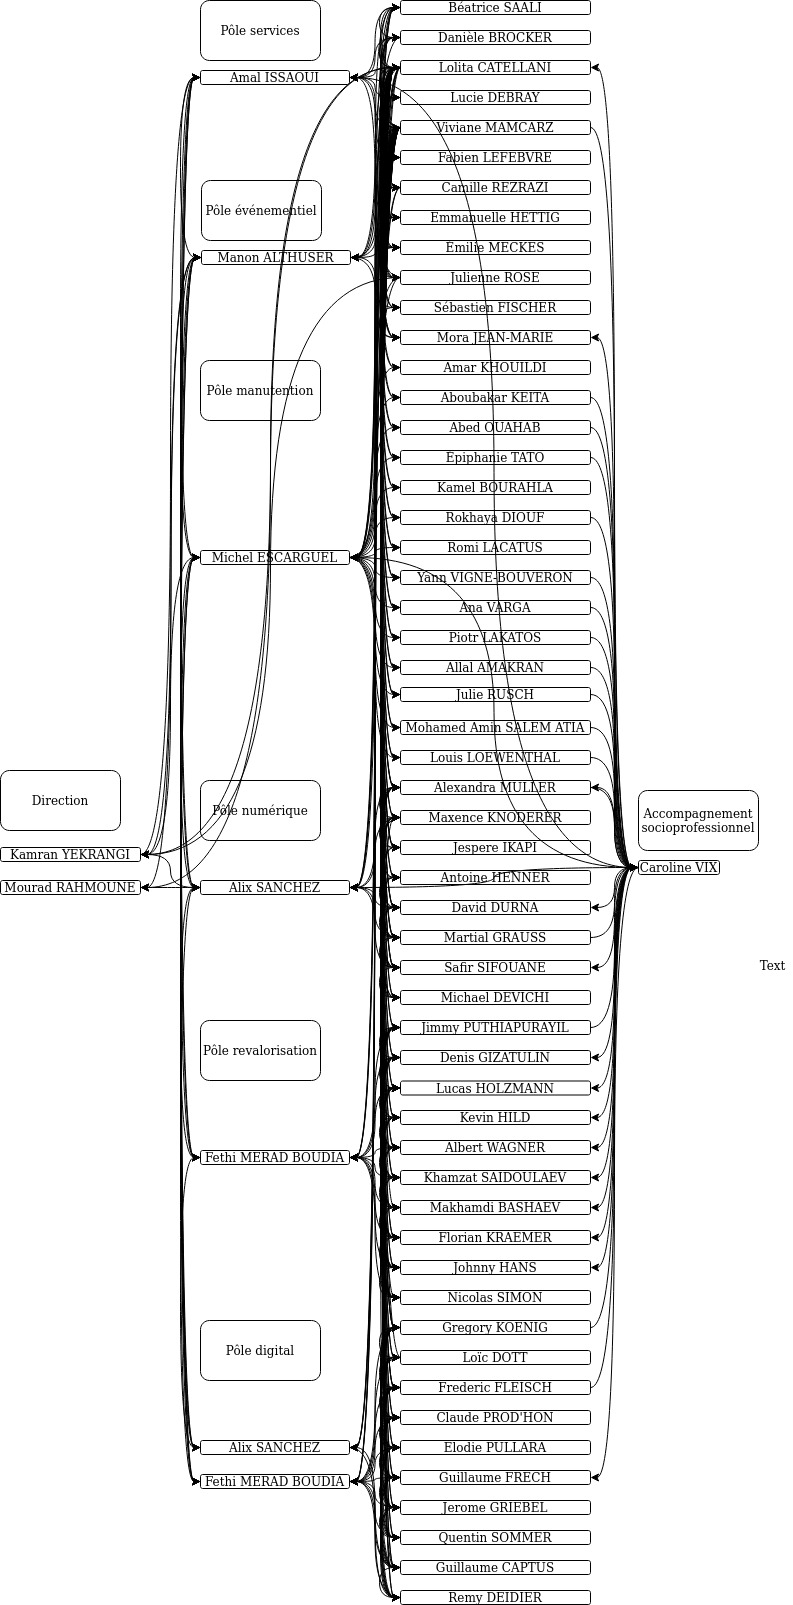 Pôle services
Amal ISSAOUI
Pôle événementiel
Manon ALTHUSER
Pôle manutention
Michel ESCARGUEL
Direction
Kamran YEKRANGI
Mourad RAHMOUNE
Pôle numérique
Alix SANCHEZ
Pôle revalorisation
Fethi MERAD BOUDIA
Pôle digital
Alix SANCHEZ
Fethi MERAD BOUDIA
Béatrice SAALI
Danièle BROCKER
Lolita CATELLANI
Lucie DEBRAY
Viviane MAMCARZ
Fabien LEFEBVRE
Camille REZRAZI
Emmanuelle HETTIG
Emilie MECKES
Julienne ROSE
Sébastien FISCHER
Mora JEAN-MARIE
Amar KHOUILDI
Aboubakar KEITA
Abed OUAHAB
Epiphanie TATO
Kamel BOURAHLA
Rokhaya DIOUF
Romi LACATUS
Yann VIGNE-BOUVERON
Ana VARGA
Piotr LAKATOS
Allal AMAKRAN
Julie RUSCH
Mohamed Amin SALEM ATIA
Louis LOEWENTHAL
Alexandra MULLER
Maxence KNODERER
Jespere IKAPI
Antoine HENNER
David DURNA
Martial GRAUSS
Safir SIFOUANE
Michael DEVICHI
Jimmy PUTHIAPURAYIL
Denis GIZATULIN
Lucas HOLZMANN
Kevin HILD
Albert WAGNER
Khamzat SAIDOULAEV
Makhamdi BASHAEV
Florian KRAEMER
Johnny HANS
Nicolas SIMON
Gregory KOENIG
Loïc DOTT
Frederic FLEISCH
Claude PROD'HON
Elodie PULLARA
Guillaume FRECH
Jerome GRIEBEL
Quentin SOMMER
Guillaume CAPTUS
Remy DEIDIER
Accompagnement
socioprofessionnel
Caroline VIX
Text